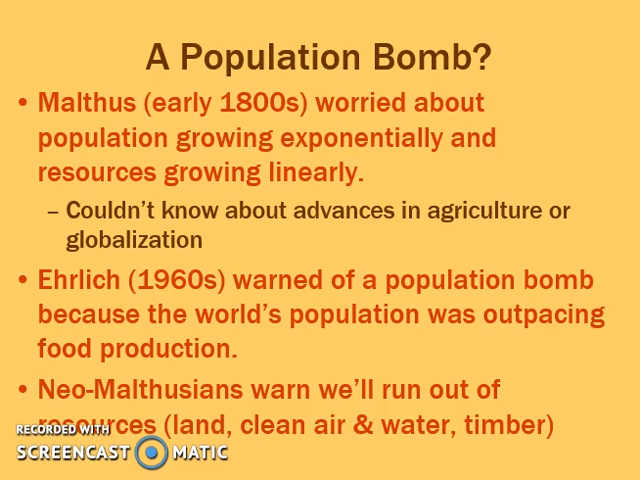 A Population Bomb?
• Malthus (early 1800s) worried about
population growing exponentially and
resources growing linearly.
– Couldn't know about advances in agriculture or
globalization
• Ehrlich (1960s) warned of a population bomb
because the world's population was outpacing
food production.
• Neo-Malthusians warn we'll run out of
resources (land, clean air & water, timber)
RECORDED WITH
SCREENCAST MATIC